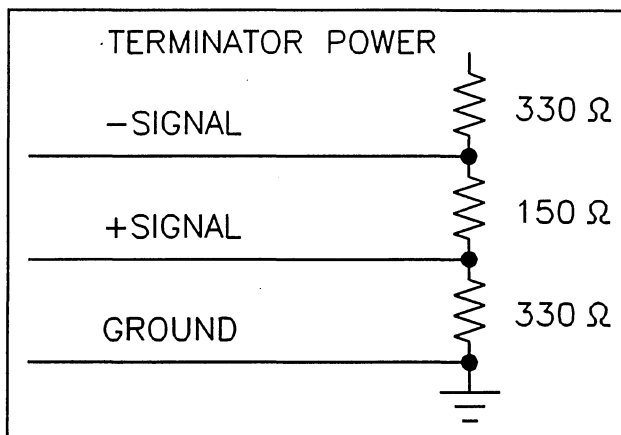 TERMINATOR POWER
330 Ω
−SIGNAL
150 Ω
+SIGNAL
330 Ω
GROUND